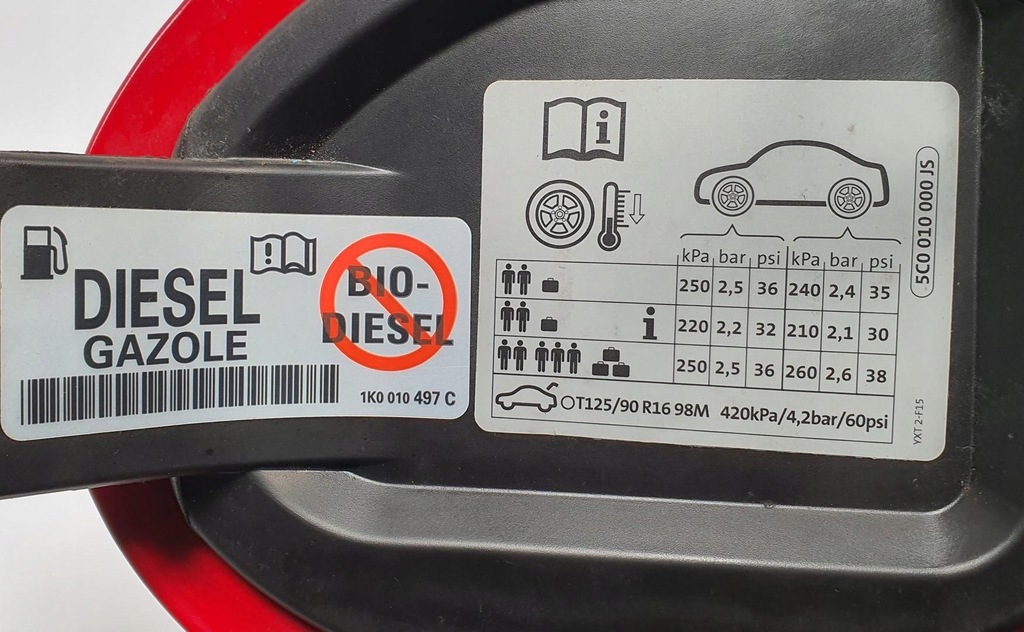 DIESEL
GAZOLE
BIO-
DIESEL
1K0 010 497 C
i
kPa bar psi kPa bar psi
250 2,5 36 240 2,4 35
i 220 2,2 32 210 2,1 30
250 2,5 36 260 2,6 38
T125/90 R16 98M 420kPa/4,2bar/60psi
5C0 010 000 JS
YXT 2-F15